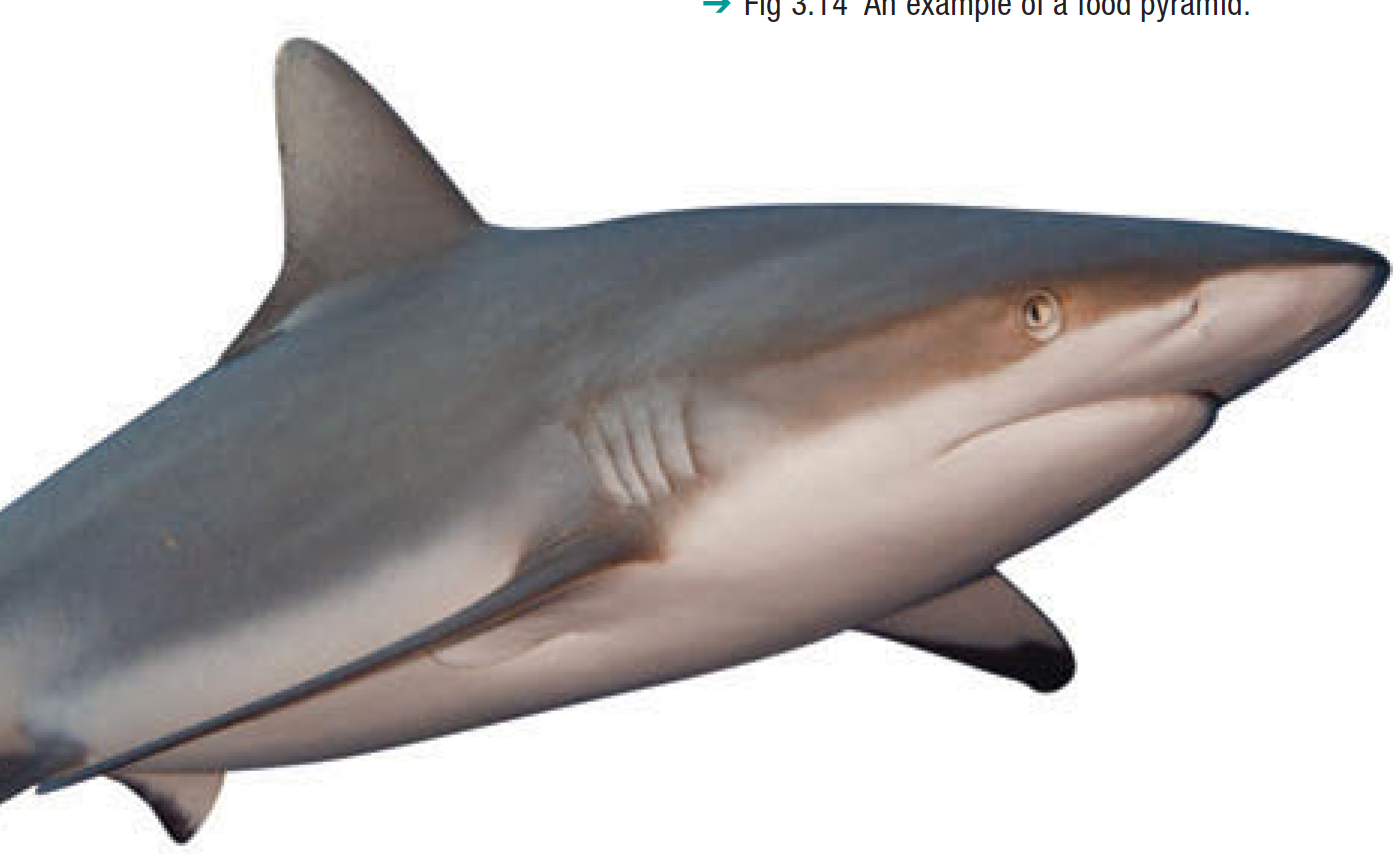 → Fig 3.14 An example of a food pyramid.